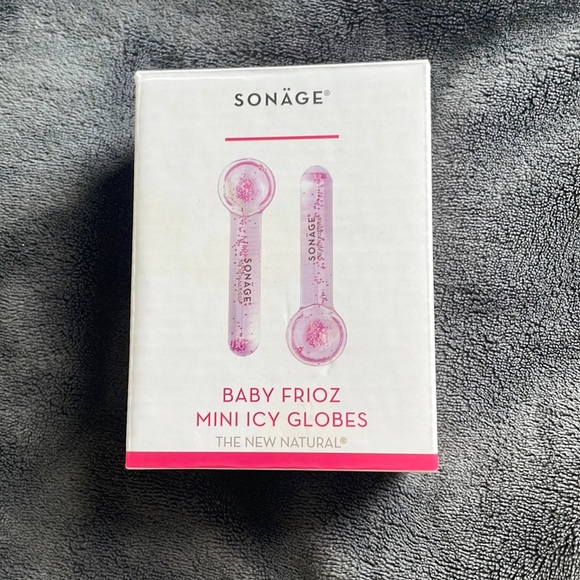 SONÄGE®
SONÄGE®
SONÄGE®
BABY FRIOZ
MINI ICY GLOBES
THE NEW NATURAL®